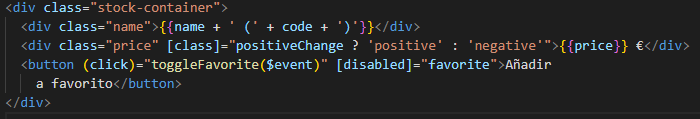 <div class="stock-container">
<div class="name">{{name + ' (' + code + ')'}}</div>
<div class="price" [class]="positiveChange ? 'positive' : 'negative'">{{price}} €</div>
<button (click)="toggleFavorite($event)" [disabled]="favorite">Añadir
a favorito</button>
</div>